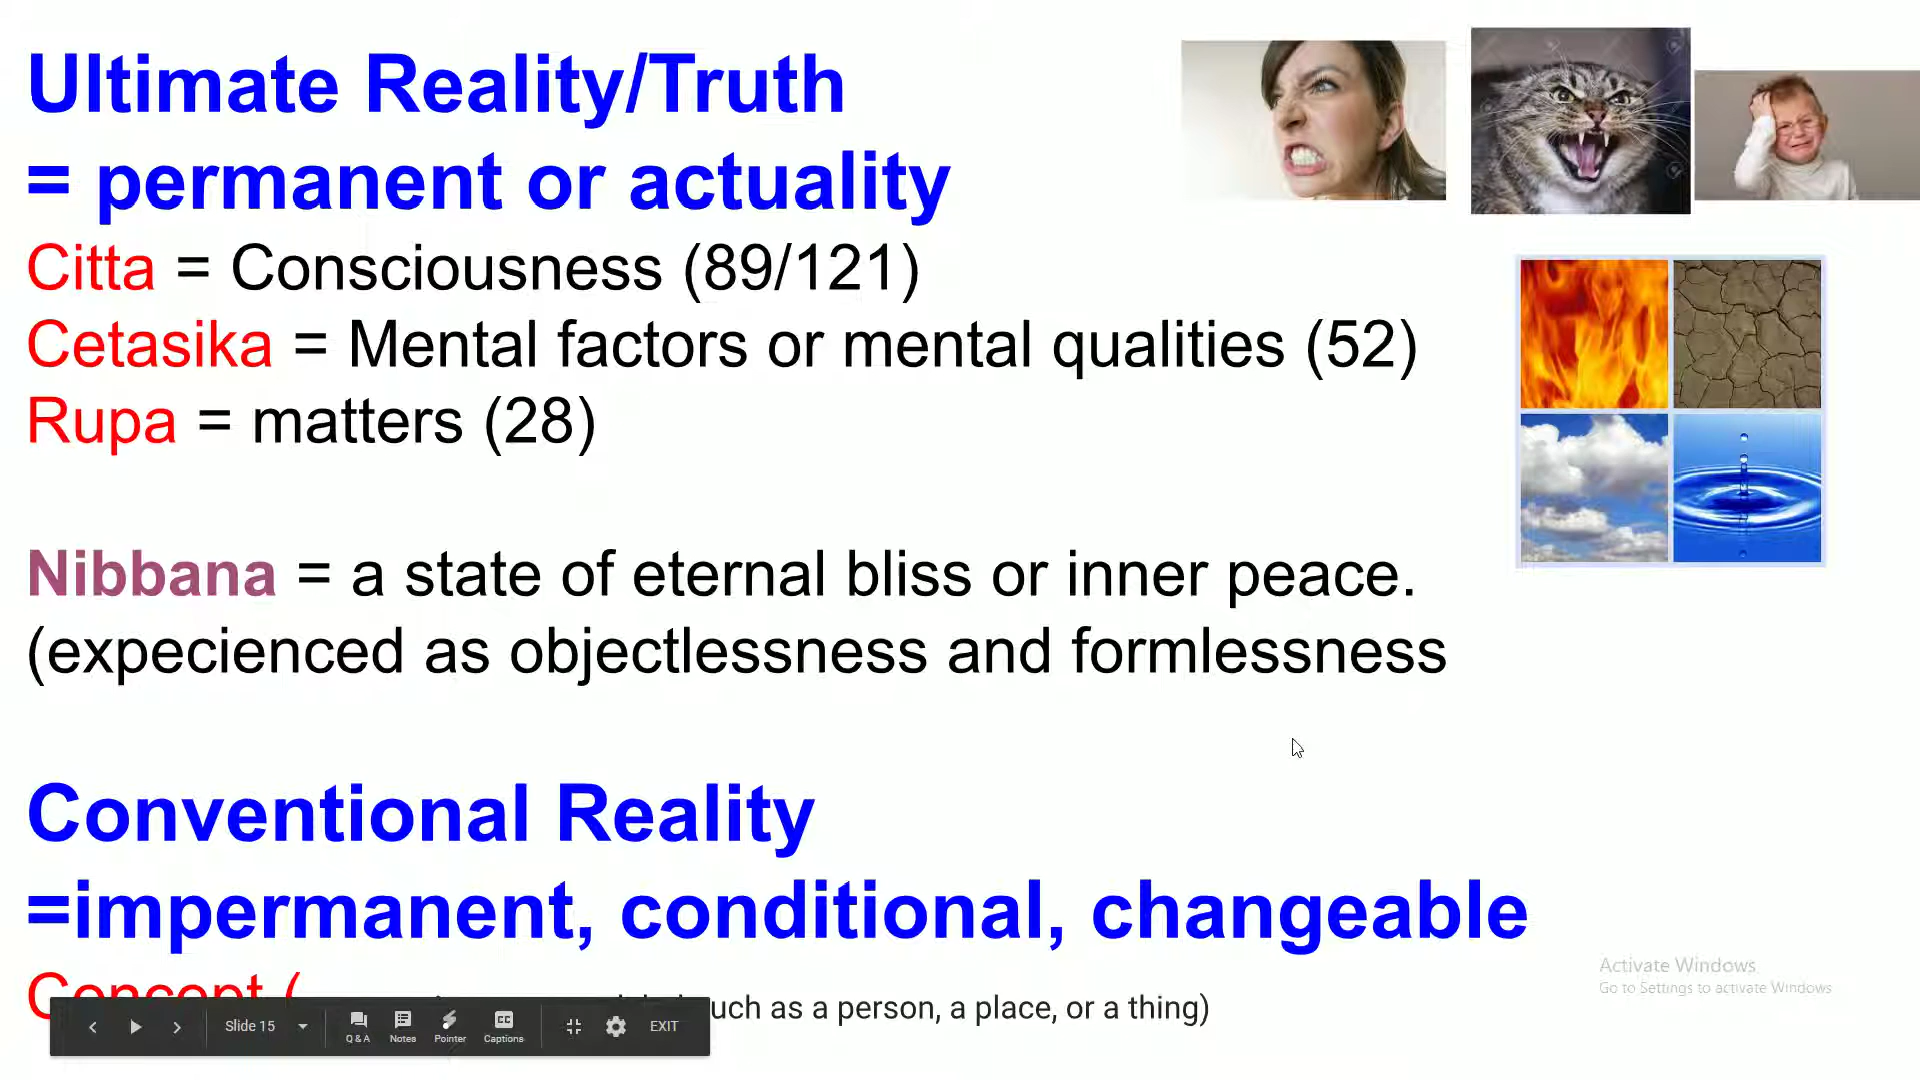 Ultimate Reality/Truth
= permanent or actuality
Citta = Consciousness (89/121)
Cetasika = Mental factors or mental qualities (52)
Rupa = matters (28)
Nibbana = a state of eternal bliss or inner peace.
(expecienced as objectlessness and formlessness
Conventional Reality
=impermanent, conditional, changeable
Concept (
uch as a person, a place, or a thing)
Activate Windows
Go to Settings to activate Windows.
Slide 15
Q & A
Notes
Pointer
CC
Captions
EXIT